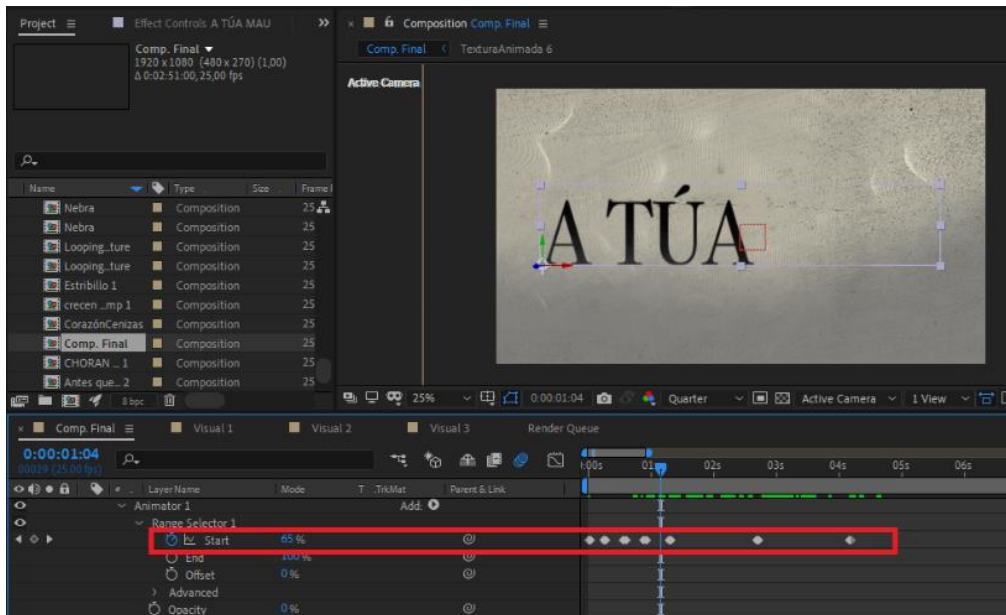 Project
Effect Controls A TÚA MAU
Composition Comp. Final
Comp. Final
1920 x 1080 (480 x 270) (1,00)
Δ 0:02:51:00, 25,00 fps
Comp. Final
TexturaAnimada 6
Active Camera
A TÚA
Name Type Size Frame
Nebra Composition 25
Nebra Composition 25
Looping...ture Composition 25
Looping...ture Composition 25
Estribillo 1 Composition 25
crecen ...mp 1 Composition 25
CorazónCenizas Composition 25
Comp. Final Composition 25
CHORAN ... 1 Composition 25
Antes que... 2 Composition 25
8 bpc
25% 0:00:01:04 Quarter Active Camera 1 View
Comp. Final Visual 1 Visual 2 Visual 3 Render Queue
0:00:01:04
00029 (25.00 fps)
:00s 01s 02s 03s 04s 05s 06s
Layer Name Mode T .TrkMat Parent & Link
Animator 1 Add:
Range Selector 1
Start 65 %
End 100 %
Offset 0 %
Advanced
Opacity 0 %